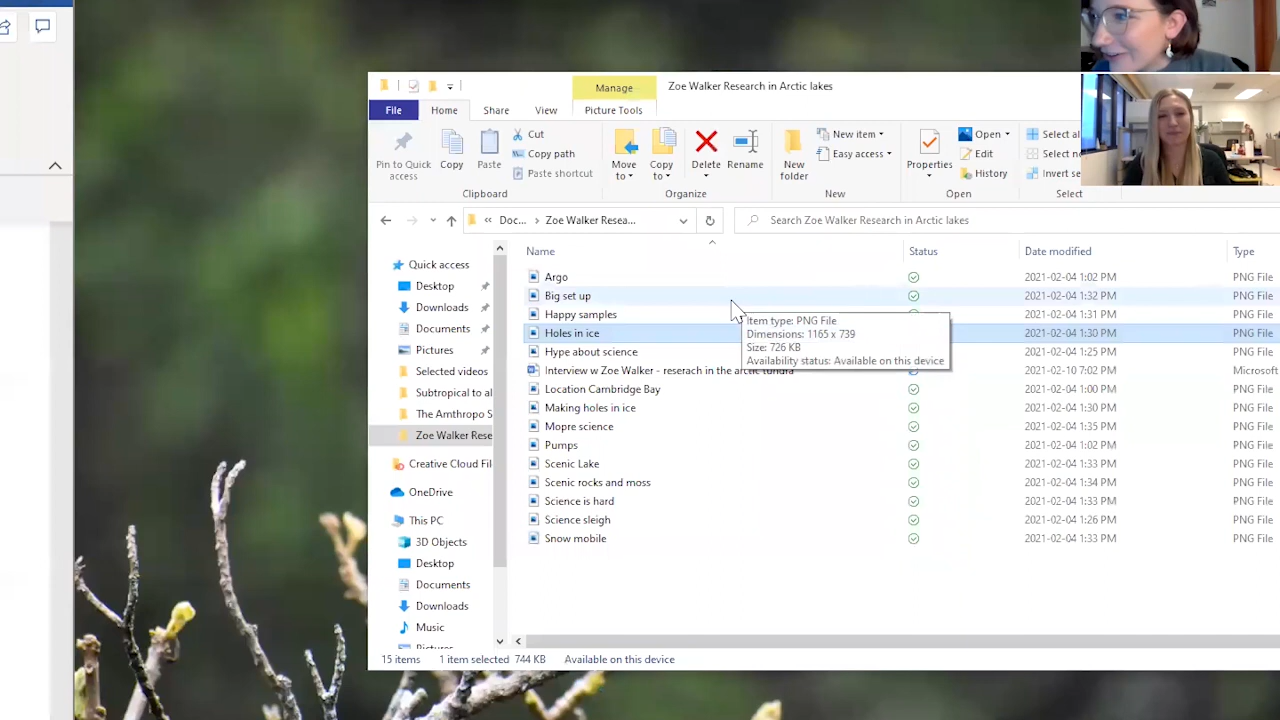 Zoe Walker Research in Arctic lakes
Manage
File
Home
Share
View
Picture Tools
Pin to Quick access
Copy
Paste
Cut
Copy path
Paste shortcut
Clipboard
Move to
Copy to
Delete
Rename
Organize
New folder
New item
Easy access
New
Properties
Open
Edit
History
Open
Select al
Select no
Invert se
Select
« Doc... › Zoe Walker Resea...
Search Zoe Walker Research in Arctic lakes
Name Status Date modified Type
Quick access
Desktop
Downloads
Documents
Pictures
Selected videos
Subtropical to al
The Amthropo S
Zoe Walker Rese
Creative Cloud Fil
OneDrive
This PC
3D Objects
Desktop
Documents
Downloads
Music
Pictures
Argo 2021-02-04 1:02 PM PNG File
Big set up 2021-02-04 1:32 PM PNG File
Happy samples 2021-02-04 1:31 PM PNG File
Holes in ice 2021-02-04 1:30 PM PNG File
Hype about science 2021-02-04 1:25 PM PNG File
Interview w Zoe Walker - reserach in the arctic tundra 2021-02-10 7:02 PM Microsoft
Location Cambridge Bay 2021-02-04 1:00 PM PNG File
Making holes in ice 2021-02-04 1:30 PM PNG File
Mopre science 2021-02-04 1:35 PM PNG File
Pumps 2021-02-04 1:02 PM PNG File
Scenic Lake 2021-02-04 1:33 PM PNG File
Scenic rocks and moss 2021-02-04 1:34 PM PNG File
Science is hard 2021-02-04 1:33 PM PNG File
Science sleigh 2021-02-04 1:26 PM PNG File
Snow mobile 2021-02-04 1:33 PM PNG File
Item type: PNG File
Dimensions: 1165 x 739
Size: 726 KB
Availability status: Available on this device
15 items 1 item selected 744 KB Available on this device